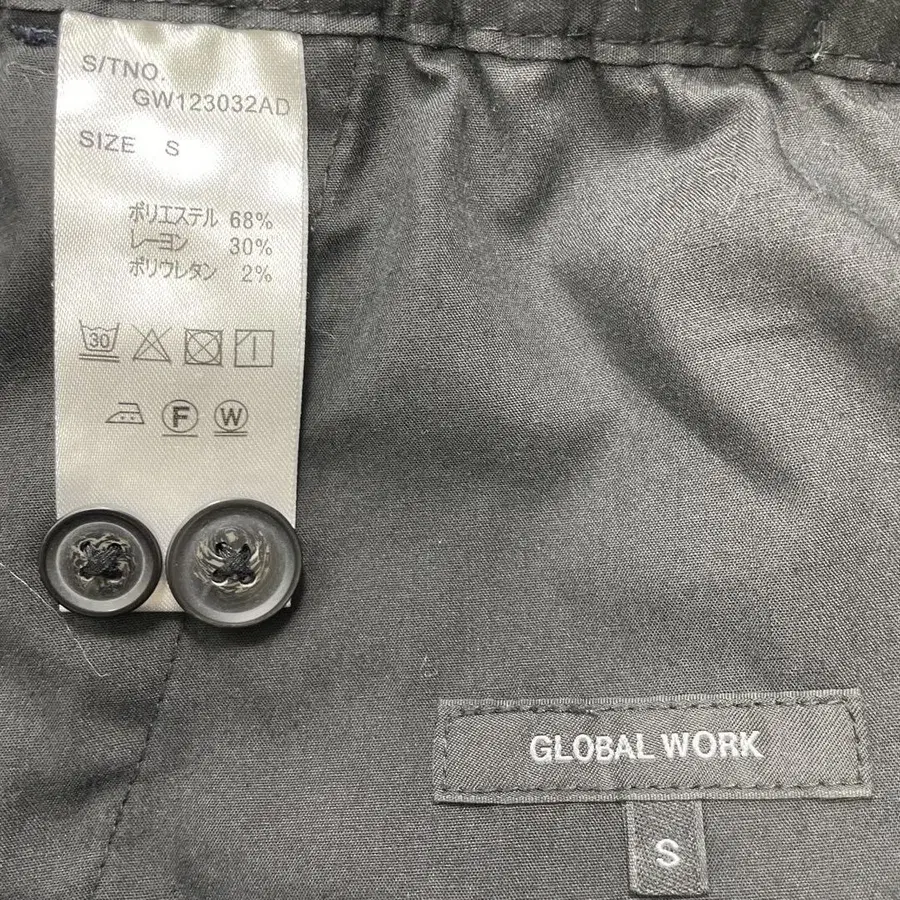 S/TNO.
GW123032AD
SIZE S
ポリエステル 68%
レーヨン 30%
ポリウレタン 2%
30
F W
GLOBAL WORK
S